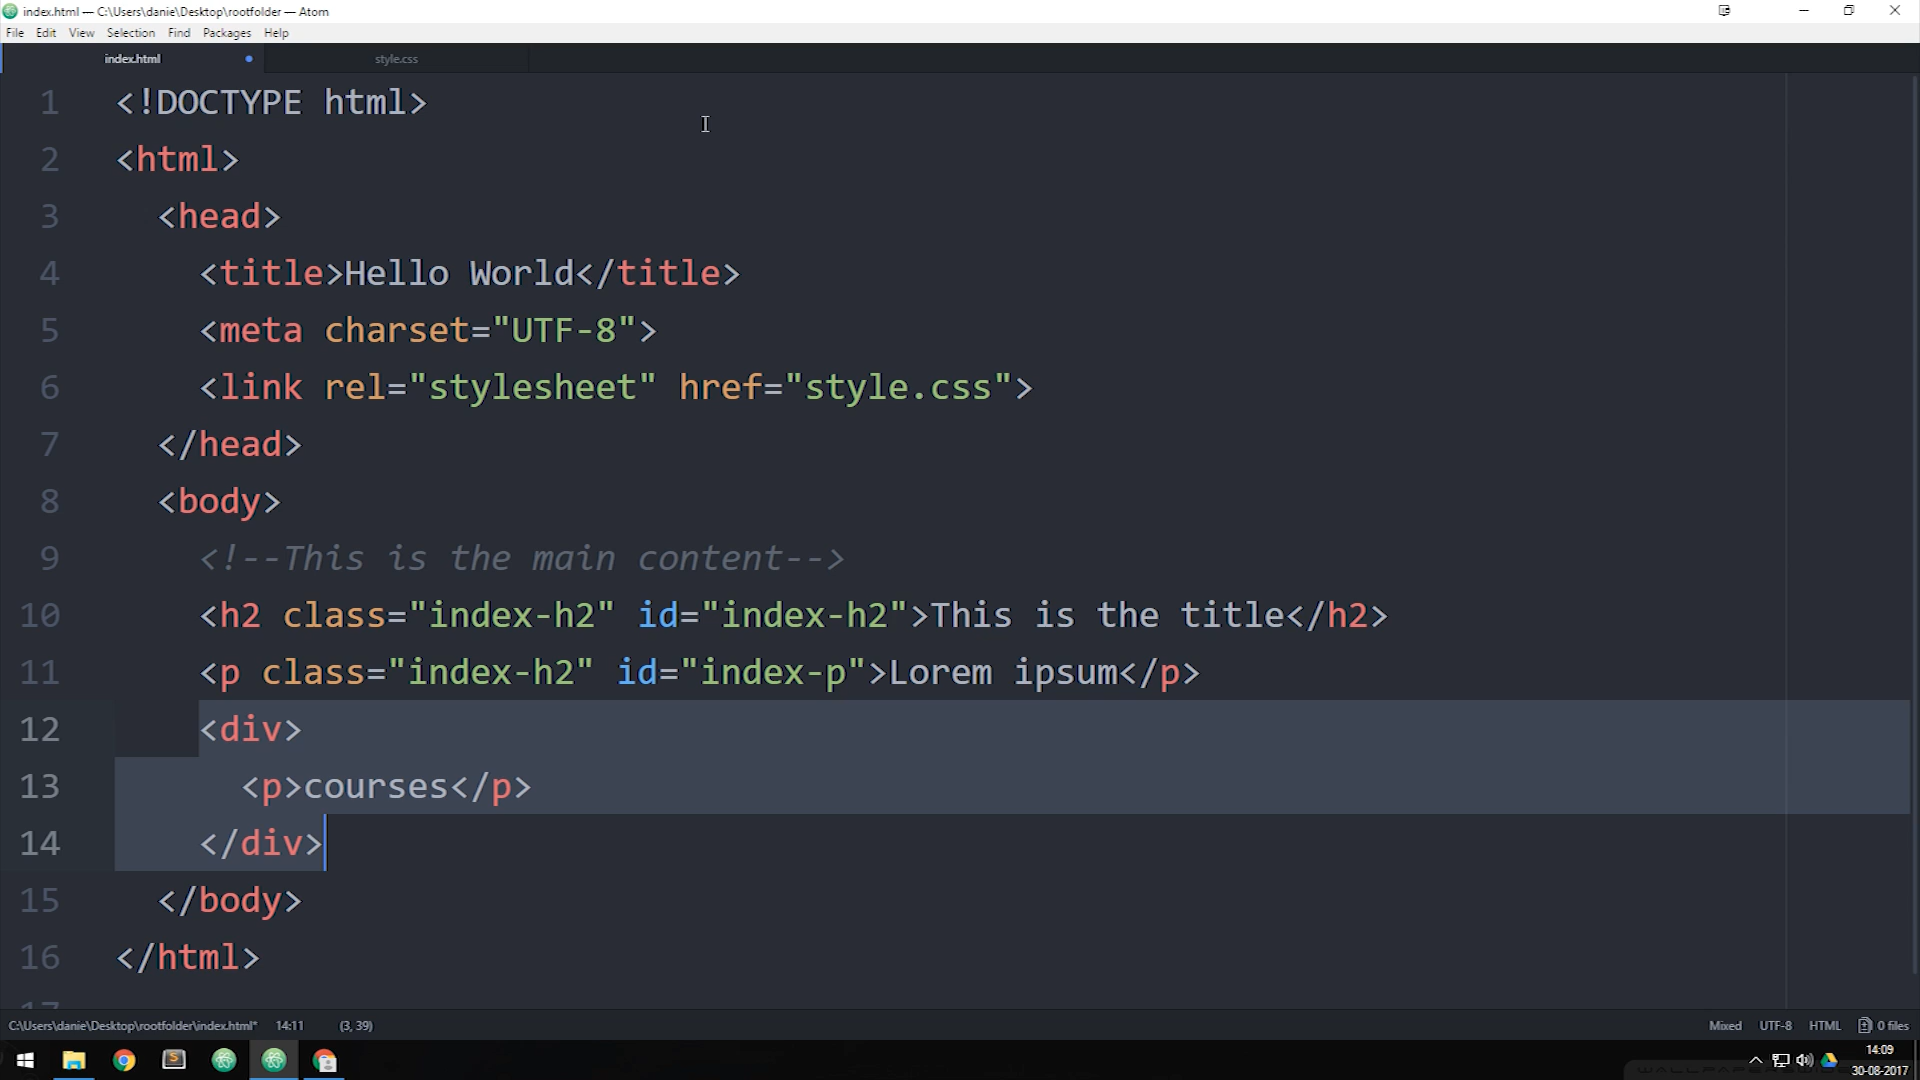 index.html — C:\Users\danie\Desktop\rootfolder — Atom
File Edit View Selection Find Packages Help
index.html style.css
1 <!DOCTYPE html>
2 <html>
3 <head>
4 <title>Hello World</title>
5 <meta charset="UTF-8">
6 <link rel="stylesheet" href="style.css">
7 </head>
8 <body>
9 <!--This is the main content-->
10 <h2 class="index-h2" id="index-h2">This is the title</h2>
11 <p class="index-h2" id="index-p">Lorem ipsum</p>
12 <div>
13 <p>courses</p>
14 </div>
15 </body>
16 </html>
17
C:\Users\danie\Desktop\rootfolder\index.html* 14:11 (3, 39) Mixed UTF-8 HTML 0 files
14:09
30-08-2017